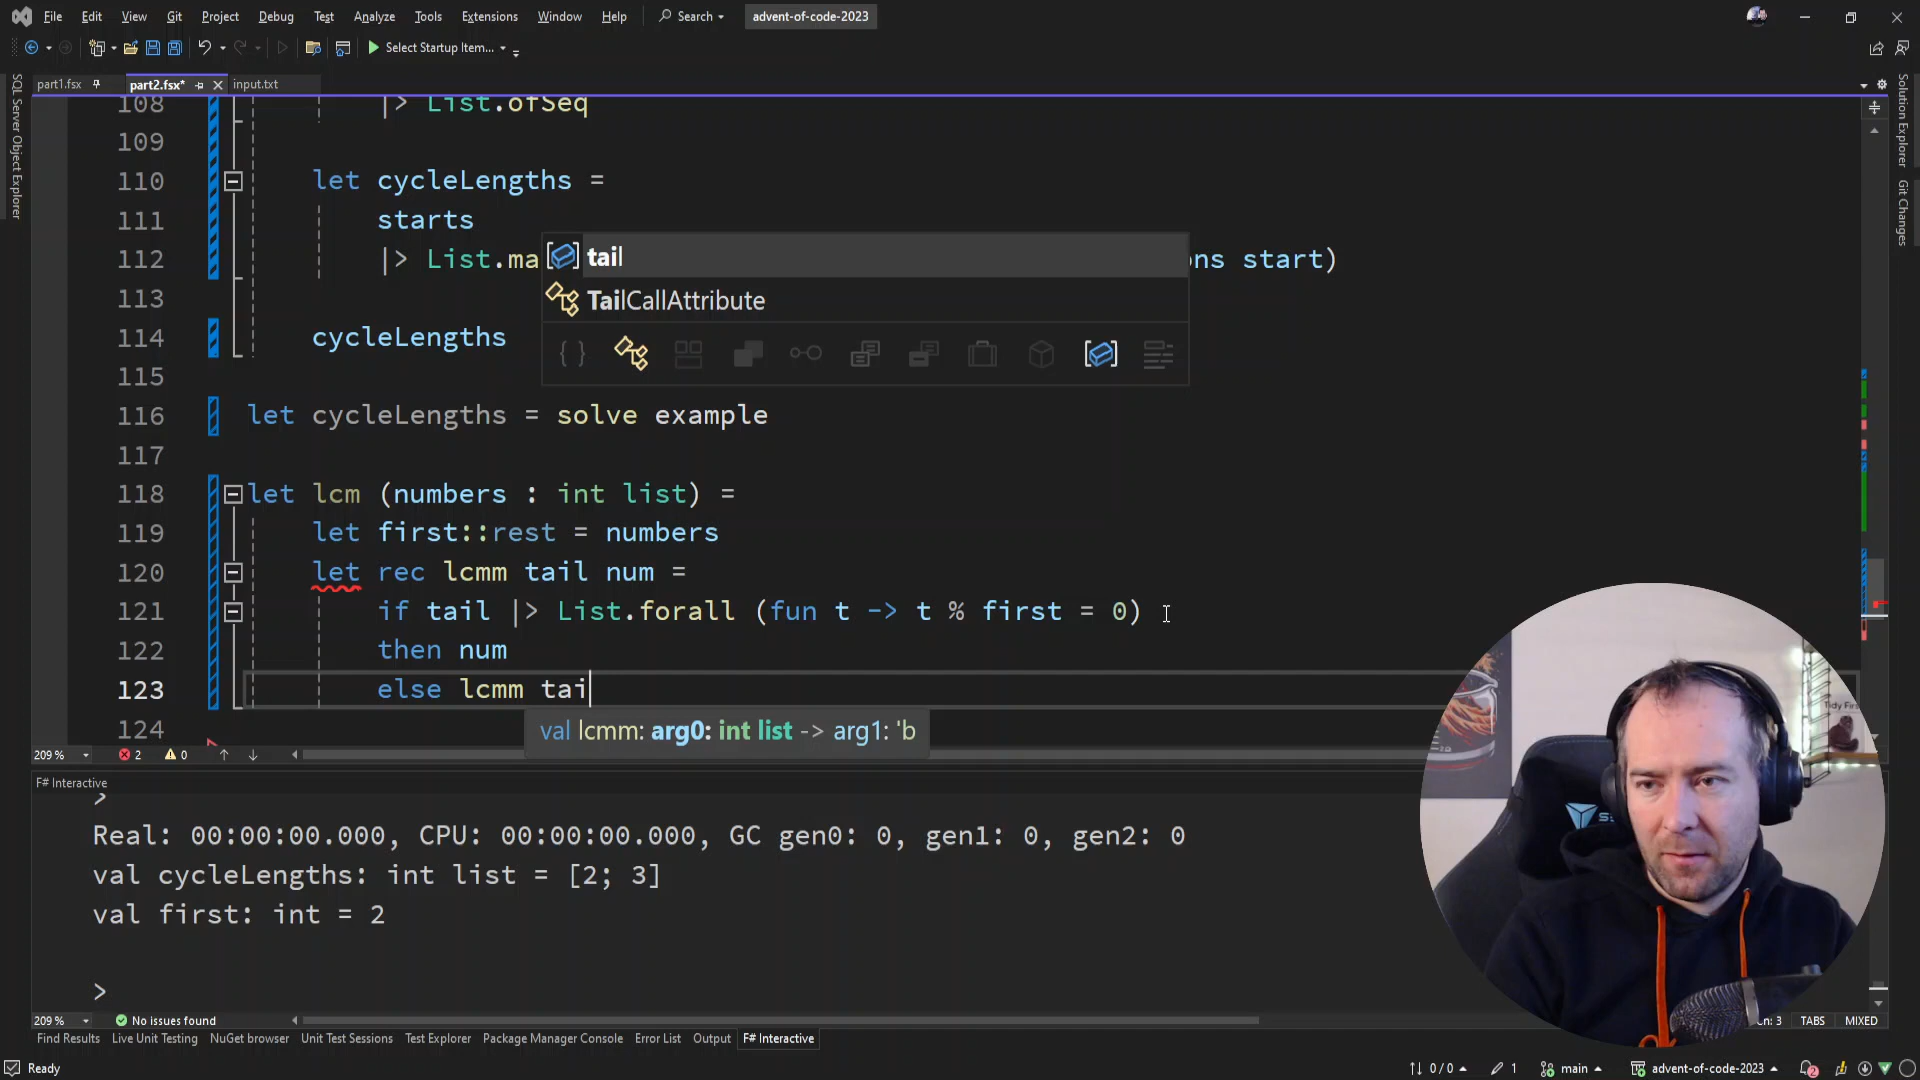 File Edit View Git Project Debug Test Analyze Tools Extensions Window Help Search advent-of-code-2023
Select Startup Item...
part1.fsx part2.fsx* input.txt
SQL Server Object Explorer
Solution Explorer
Git Changes
108 |> List.ofSeq
109
110 let cycleLengths =
111 starts
112 |> List.ma ns start)
tail
TailCallAttribute
113
114 cycleLengths
115
116 let cycleLengths = solve example
117
118 let lcm (numbers : int list) =
119 let first::rest = numbers
120 let rec lcmm tail num =
121 if tail |> List.forall (fun t -> t % first = 0)
122 then num
123 else lcmm tai
val lcmm: arg0: int list -> arg1: 'b
124
209 % 2 0
F# Interactive
>
Real: 00:00:00.000, CPU: 00:00:00.000, GC gen0: 0, gen1: 0, gen2: 0
val cycleLengths: int list = [2; 3]
val first: int = 2
>
209 % No issues found Ln: 3 TABS MIXED
Find Results Live Unit Testing NuGet browser Unit Test Sessions Test Explorer Package Manager Console Error List Output F# Interactive
Ready 0 / 0 1 main advent-of-code-2023 2
Tidy First